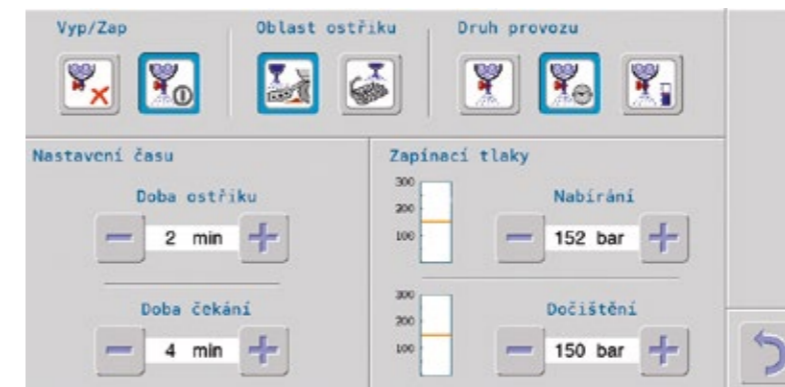 Vyp/Zap
Oblast ostřiku
Druh provozu
Nastavení času
Doba ostřiku
2 min
Doba čekání
4 min
Zapínací tlaky
300
200
100
Nabírání
152 bar
300
200
100
Dočištění
150 bar